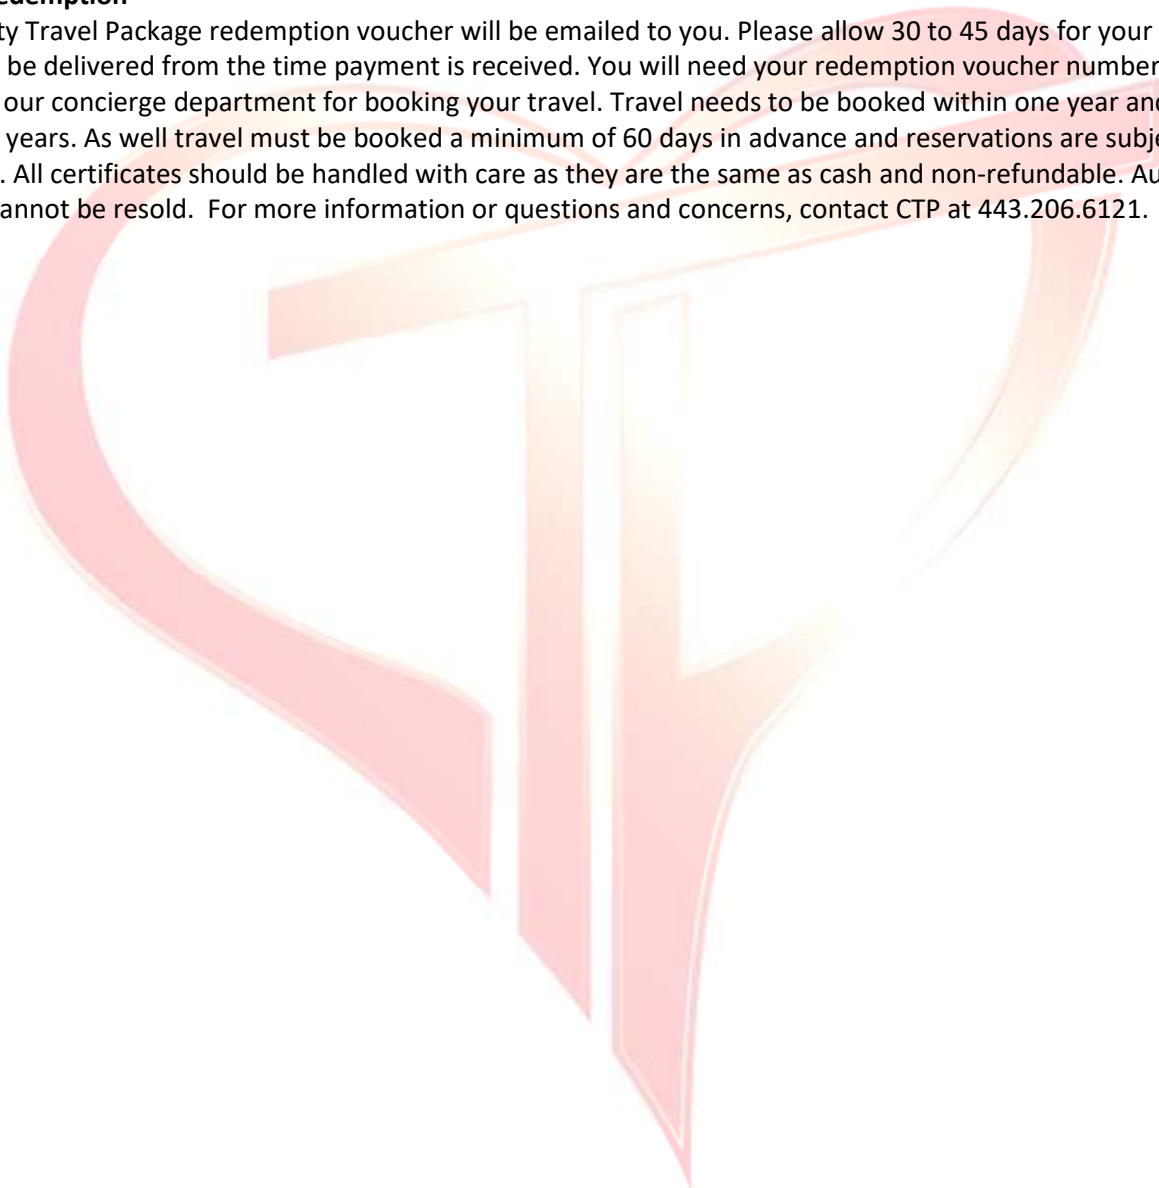 edemption
ty Travel Package redemption voucher will be emailed to you. Please allow 30 to 45 days for your
be delivered from the time payment is received. You will need your redemption voucher number
our concierge department for booking your travel. Travel needs to be booked within one year and
years. As well travel must be booked a minimum of 60 days in advance and reservations are subje
. All certificates should be handled with care as they are the same as cash and non-refundable. Au
annot be resold. For more information or questions and concerns, contact CTP at 443.206.6121.